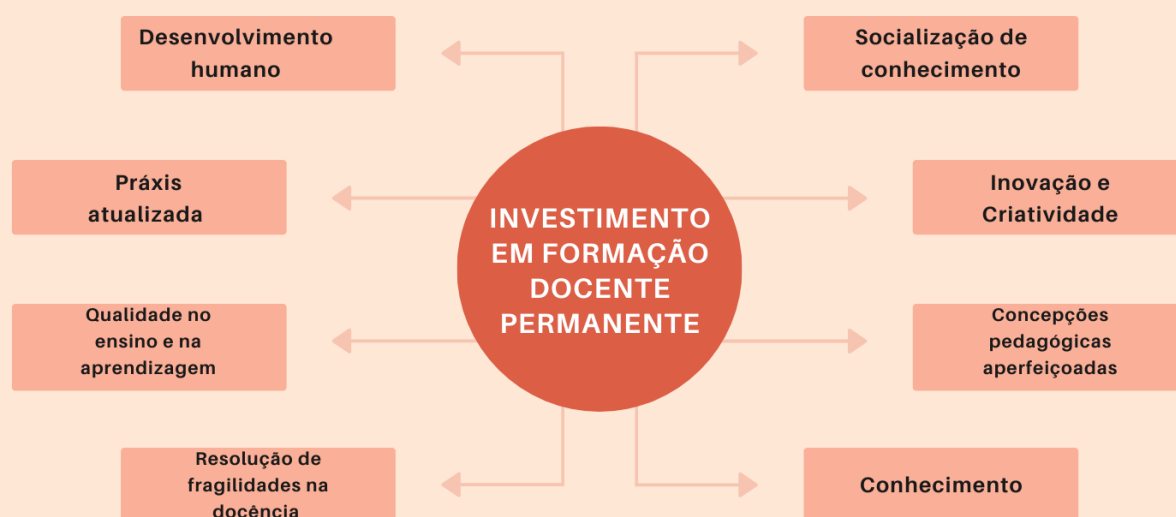 Desenvolvimento
humano
Socialização de
conhecimento
Práxis
atualizada
Inovação e
Criatividade
INVESTIMENTO
EM FORMAÇÃO
DOCENTE
PERMANENTE
Qualidade no
ensino e na
aprendizagem
Concepções
pedagógicas
aperfeiçoadas
Resolução de
fragilidades na
docência
Conhecimento